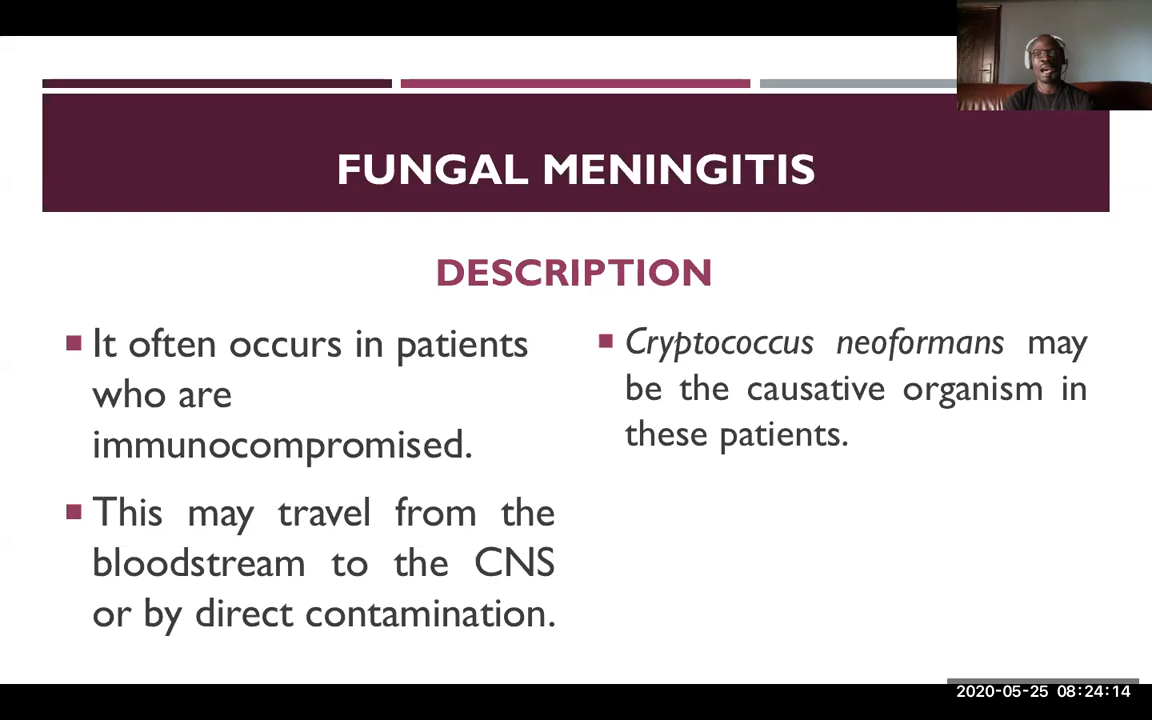 FUNGAL MENINGITIS
DESCRIPTION
It often occurs in patients
who are
immunocompromised.
This may travel from the
bloodstream to the CNS
or by direct contamination.
Cryptococcus neoformans may
be the causative organism in
these patients.
2020-05-25 08:24:14